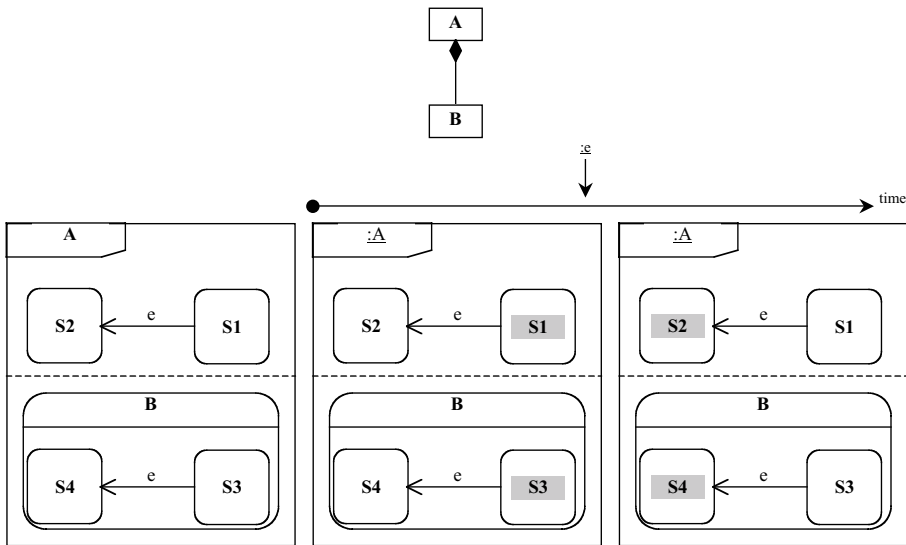 A
B
:e
time
A :A :A
S2 e S1 S2 e S1 S2 e S1
B B B
S4 e S3 S4 e S3 S4 e S3